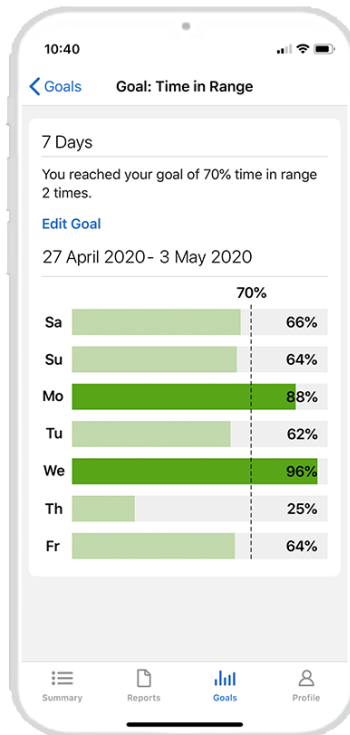 10:40
Goals
Goal: Time in Range
7 Days
You reached your goal of 70% time in range
2 times.
Edit Goal
27 April 2020- 3 May 2020
70%
Sa 66%
Su 64%
Mo 88%
Tu 62%
We 96%
Th 25%
Fr 64%
Summary Reports Goals Profile